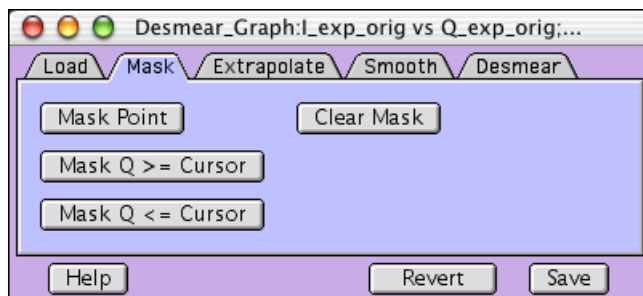 Desmear_Graph:I_exp_orig vs Q_exp_orig;...
Load Mask Extrapolate Smooth Desmear
Mask Point Clear Mask
Mask Q >= Cursor
Mask Q <= Cursor
Help Revert Save